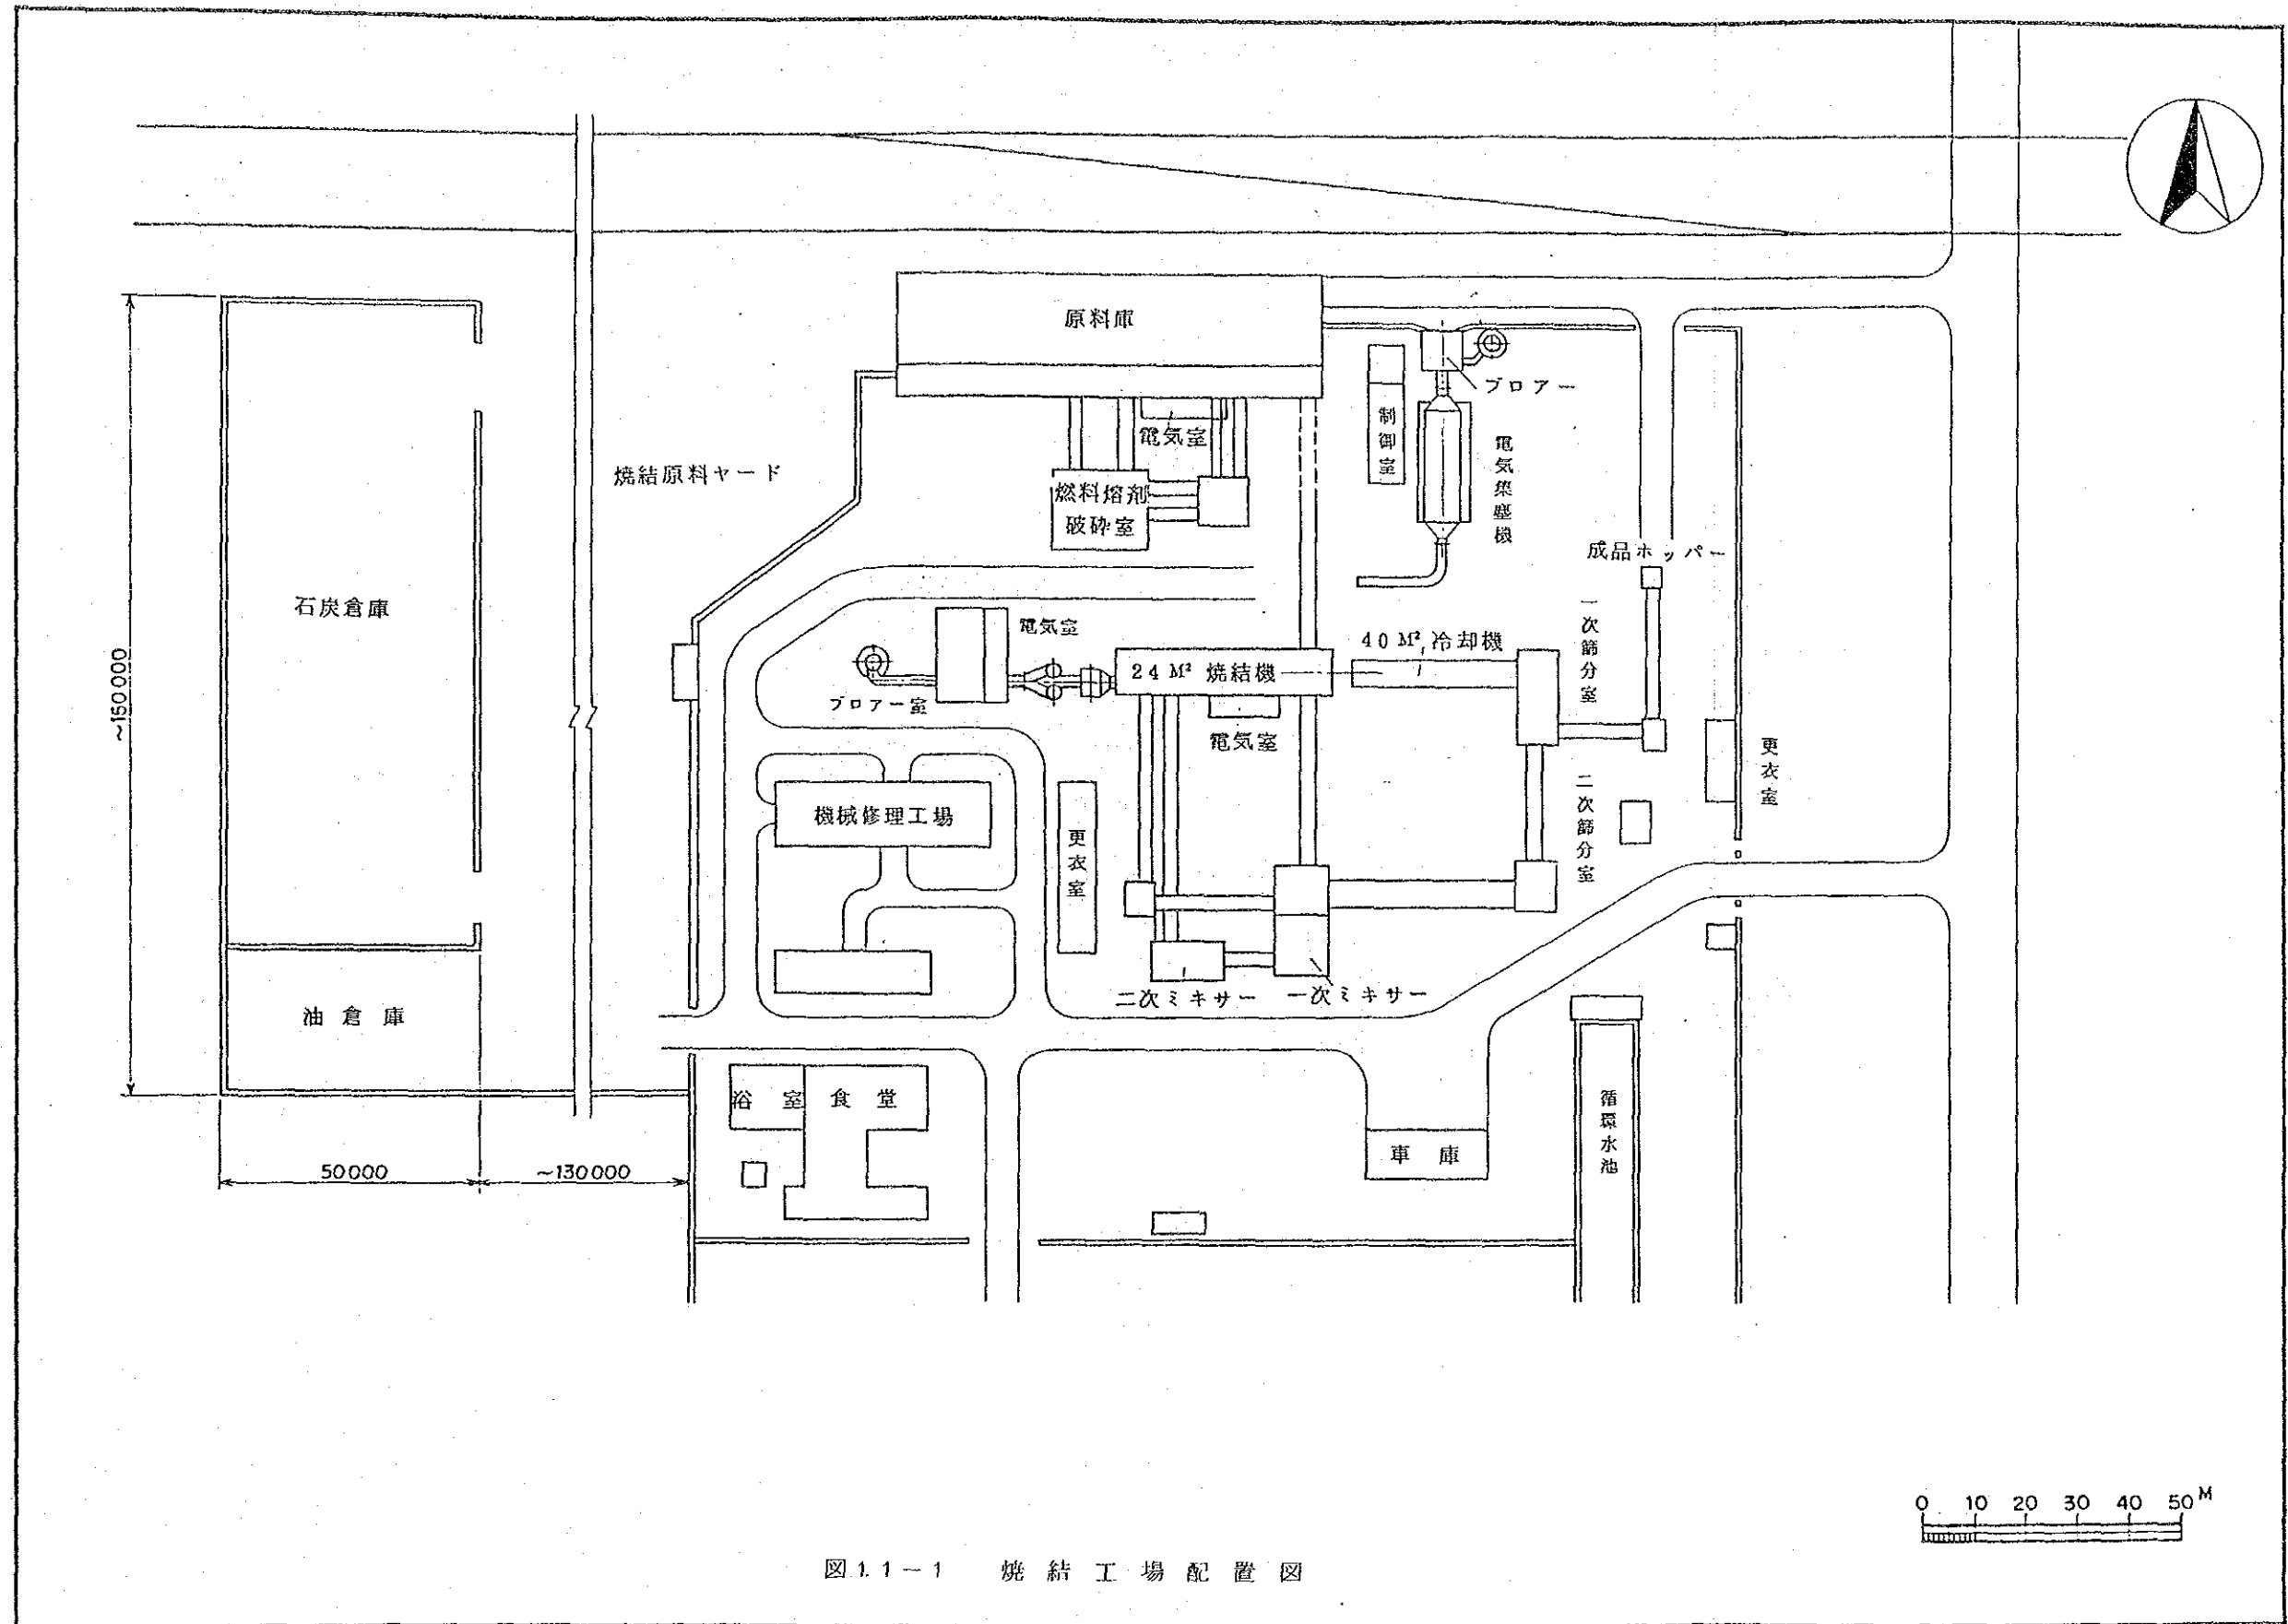 原料庫
ブロアー
制御室
電気室
電気集塵機
焼結原料ヤード
燃料熔剤
破砕室
成品ホッパー
石炭倉庫
一次篩分室
電気室
40M²冷却機
24M² 焼結機
~150000
ブロアー室
電気室
更衣室
二次篩分室
機械修理工場
更衣室
二次ミキサー
一次ミキサー
油倉庫
浴室
食堂
循環水池
車庫
50000
~130000
0 10 20 30 40 50 M
図1.1-1 焼結工場配置図